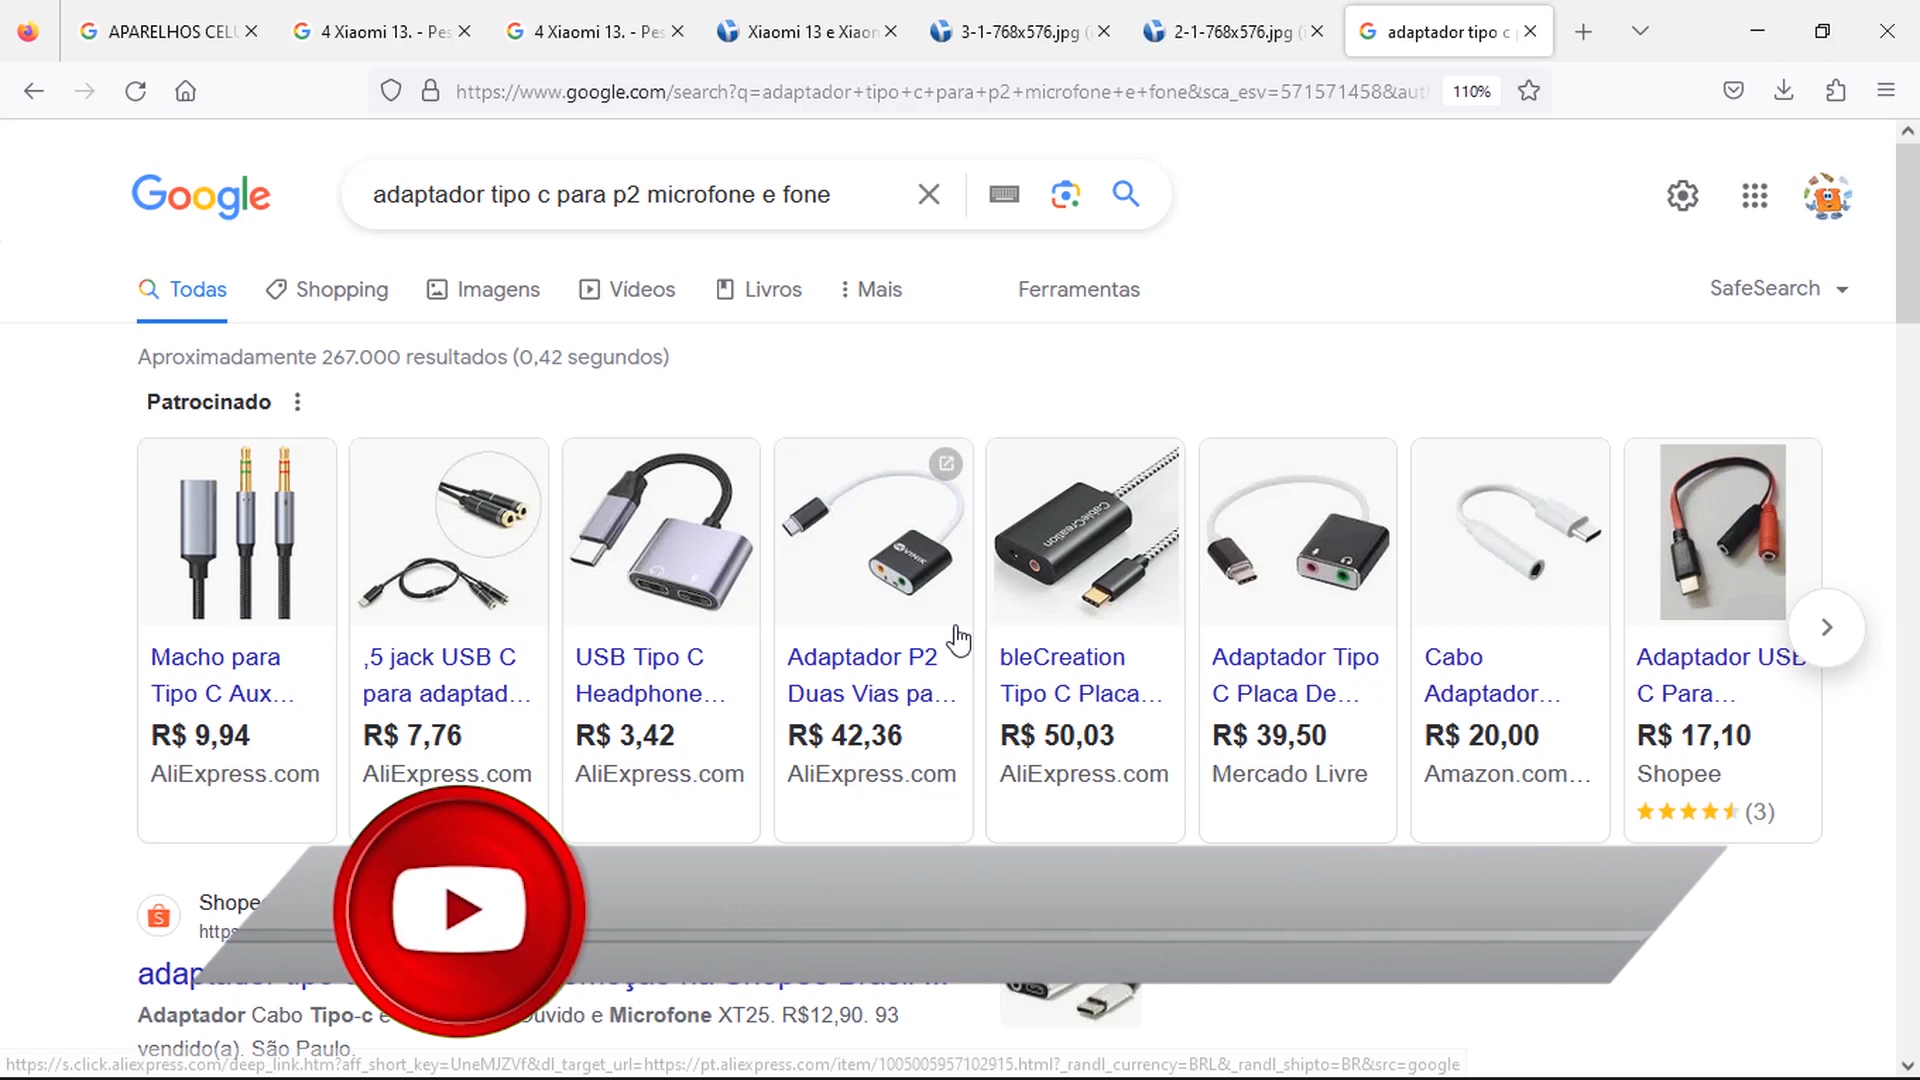 APARELHOS CELU
4 Xiaomi 13. - Pes
4 Xiaomi 13. - Pes
Xiaomi 13 e Xiaon
3-1-768x576.jpg (
2-1-768x576.jpg (
adaptador tipo c p
https://www.google.com/search?q=adaptador+tipo+c+para+p2+microfone+e+fone&sca_esv=571571458&aut
110%
Google
adaptador tipo c para p2 microfone e fone
Todas
Shopping
Imagens
Vídeos
Livros
Mais
Ferramentas
SafeSearch
Aproximadamente 267.000 resultados (0,42 segundos)
Patrocinado
VINIK
CableCreation
Macho para
Tipo C Aux...
R$ 9,94
AliExpress.com
,5 jack USB C
para adaptad...
R$ 7,76
AliExpress.com
USB Tipo C
Headphone...
R$ 3,42
AliExpress.com
Adaptador P2
Duas Vias pa...
R$ 42,36
AliExpress.com
bleCreation
Tipo C Placa...
R$ 50,03
AliExpress.com
Adaptador Tipo
C Placa De...
R$ 39,50
Mercado Livre
Cabo
Adaptador...
R$ 20,00
Amazon.com...
Adaptador USB
C Para...
R$ 17,10
Shopee
(3)
Shope
https
Adaptador Cabo Tipo-c e Ouvido e Microfone XT25. R$12,90. 93
vendido(a). São Paulo.
https://s.click.aliexpress.com/deep_link.htm?aff_short_key=UneMJZVf&dl_target_url=https://pt.aliexpress.com/item/1005005957102915.html?_randl_currency=BRL&_randl_shipto=BR&src=google